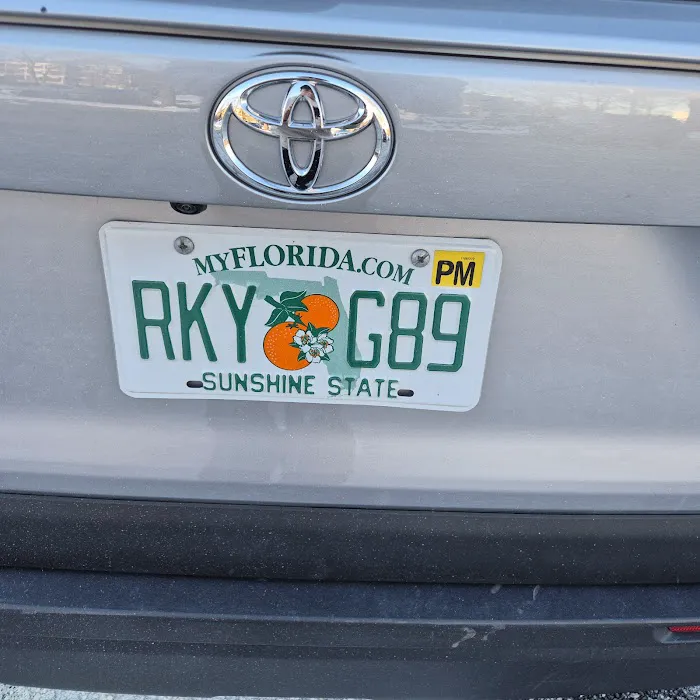 MYFLORIDA.COM
PM
RKY G89
SUNSHINE STATE